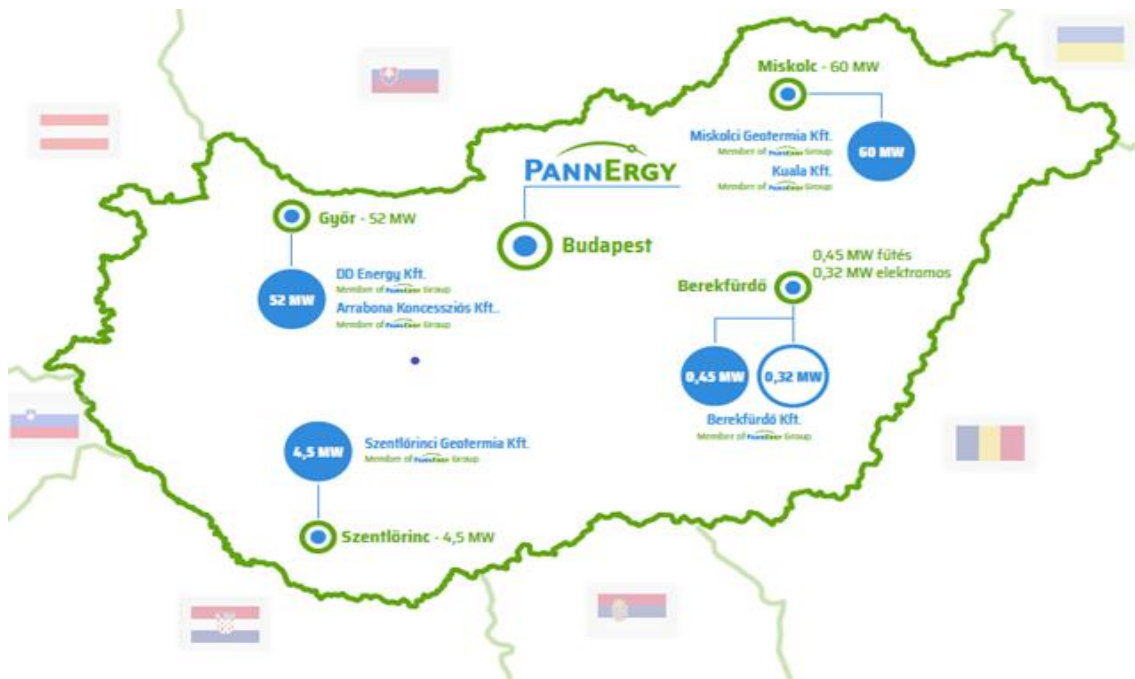 Miskolc - 60 MW
Miskolci Geotermia Kft.
Member of PANNERGY Group
Kuala Kft.
Member of PANNERGY Group
60 MW
PANNERGY
Budapest
Győr - 52 MW
52 MW
DD Energy Kft.
Member of PANNERGY Group
Arrabona Koncessziós Kft..
Member of PANNERGY Group
0,45 MW fűtés
0,32 MW elektromos
Berekfürdő
0,45 MW
0,32 MW
Berekfürdő Kft.
Member of PANNERGY Group
4,5 MW
Szentlőrinci Geotermia Kft.
Member of PANNERGY Group
Szentlőrinc - 4,5 MW